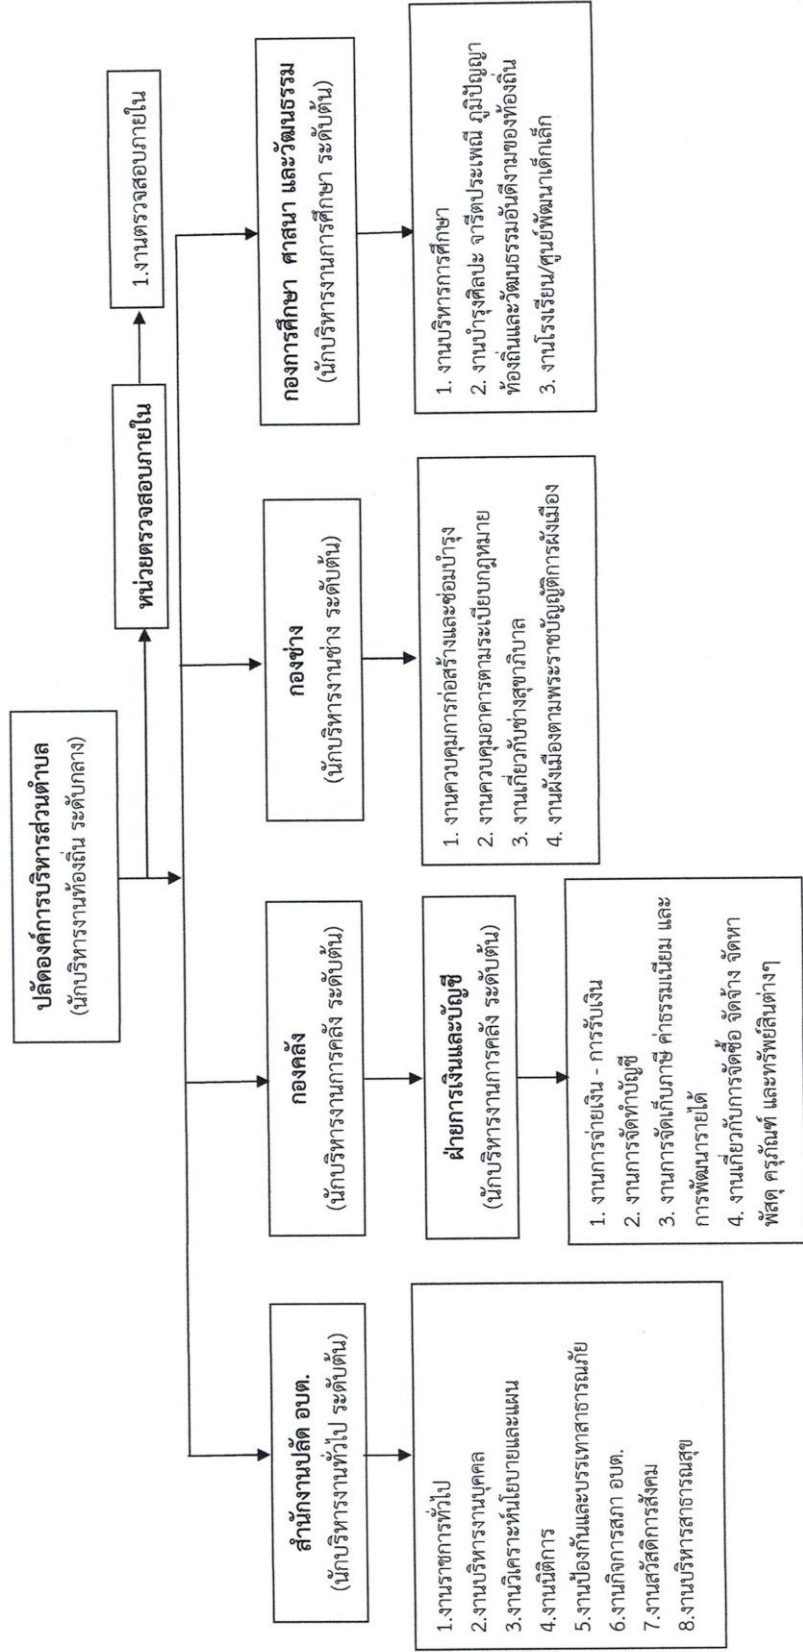 ปลัดองค์การบริหารส่วนตำบล
(นักบริหารงานท้องถิ่น ระดับกลาง)
หน่วยตรวจสอบภายใน
1.งานตรวจสอบภายใน
สำนักงานปลัด อบต.
(นักบริหารงานทั่วไป ระดับต้น)
1.งานราชการทั่วไป
2.งานบริหารงานบุคคล
3.งานวิเคราะห์นโยบายและแผน
4.งานนิติการ
5.งานป้องกันและบรรเทาสาธารณภัย
6.งานกิจการสภา อบต.
7.งานสวัสดิการสังคม
8.งานบริหารสาธารณสุข
กองคลัง
(นักบริหารงานการคลัง ระดับต้น)
ฝ่ายการเงินและบัญชี
(นักบริหารงานการคลัง ระดับต้น)
1. งานการจ่ายเงิน - การรับเงิน
2. งานการจัดทำบัญชี
3. งานการจัดเก็บภาษี ค่าธรรมเนียม และ
การพัฒนารายได้
4. งานเกี่ยวกับการจัดซื้อ จัดจ้าง จัดหา
พัสดุ ครุภัณฑ์ และทรัพย์สินต่างๆ
กองช่าง
(นักบริหารงานช่าง ระดับต้น)
1. งานควบคุมการก่อสร้างและซ่อมบำรุง
2. งานควบคุมอาคารตามระเบียบกฎหมาย
3. งานเกี่ยวกับช่างสุขาภิบาล
4. งานผังเมืองตามพระราชบัญญัติการผังเมือง
กองการศึกษา ศาสนา และวัฒนธรรม
(นักบริหารงานการศึกษา ระดับต้น)
1. งานบริหารการศึกษา
2. งานบำรุงศิลปะ จารีตประเพณี ภูมิปัญญา
ท้องถิ่นและวัฒนธรรมอันดีงามของท้องถิ่น
3. งานโรงเรียน/ศูนย์พัฒนาเด็กเล็ก